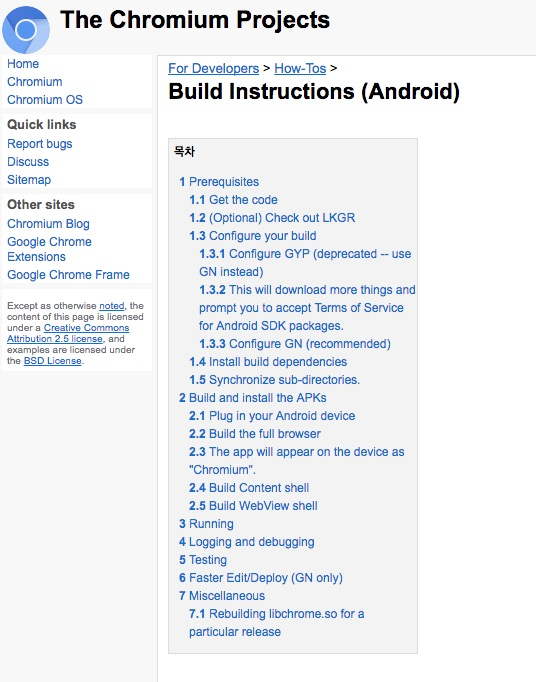 The Chromium Projects
Home
Chromium
Chromium OS
Quick links
Report bugs
Discuss
Sitemap
Other sites
Chromium Blog
Google Chrome
Extensions
Google Chrome Frame
Except as otherwise noted, the
content of this page is licensed
under a Creative Commons
Attribution 2.5 license, and
examples are licensed under
the BSD License.
For Developers > How-Tos >
Build Instructions (Android)
목차
1 Prerequisites
1.1 Get the code
1.2 (Optional) Check out LKGR
1.3 Configure your build
1.3.1 Configure GYP (deprecated -- use
GN instead)
1.3.2 This will download more things and
prompt you to accept Terms of Service
for Android SDK packages.
1.3.3 Configure GN (recommended)
1.4 Install build dependencies
1.5 Synchronize sub-directories.
2 Build and install the APKs
2.1 Plug in your Android device
2.2 Build the full browser
2.3 The app will appear on the device as
"Chromium".
2.4 Build Content shell
2.5 Build WebView shell
3 Running
4 Logging and debugging
5 Testing
6 Faster Edit/Deploy (GN only)
7 Miscellaneous
7.1 Rebuilding libchrome.so for a
particular release